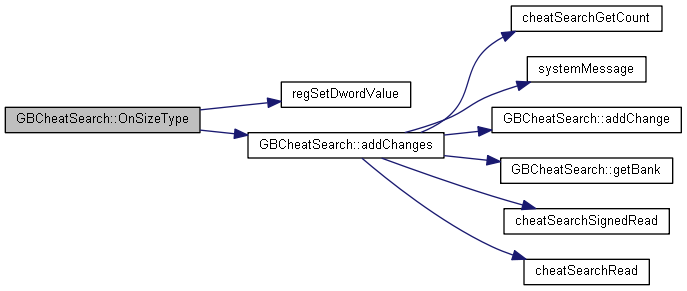 cheatSearchGetCount
systemMessage
regSetDwordValue
GBCheatSearch::OnSizeType
GBCheatSearch::addChange
GBCheatSearch::addChanges
GBCheatSearch::getBank
cheatSearchSignedRead
cheatSearchRead